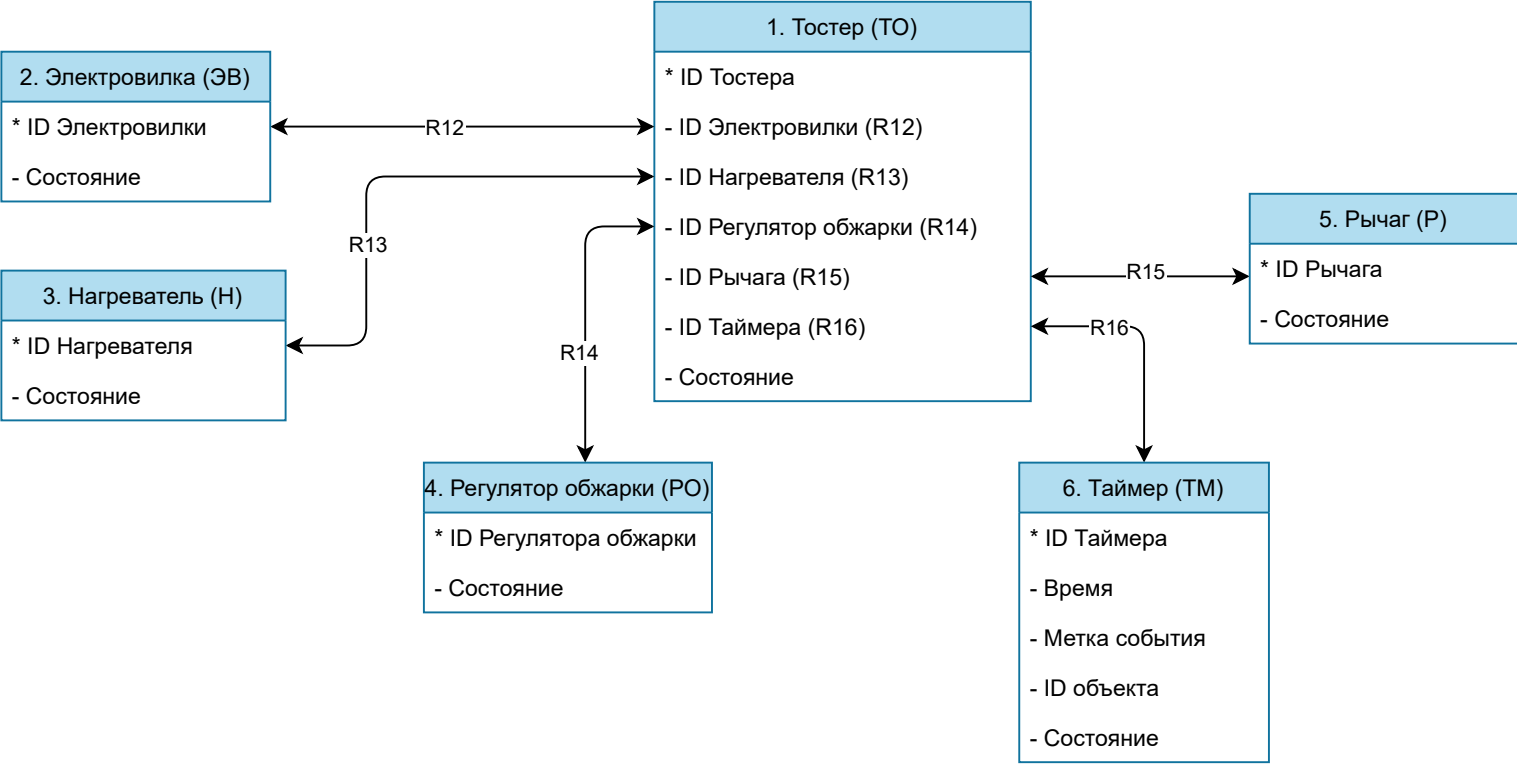 1. Тостер (ТО)
* ID Тостера
- ID Электровилки (R12)
- ID Нагревателя (R13)
- ID Регулятор обжарки (R14)
- ID Рычага (R15)
- ID Таймера (R16)
- Состояние
2. Электровилка (ЭВ)
* ID Электровилки
- Состояние
R12
R13
3. Нагреватель (Н)
* ID Нагревателя
- Состояние
R14
4. Регулятор обжарки (РО)
* ID Регулятора обжарки
- Состояние
R15
5. Рычаг (Р)
* ID Рычага
- Состояние
R16
6. Таймер (ТМ)
* ID Таймера
- Время
- Метка события
- ID объекта
- Состояние